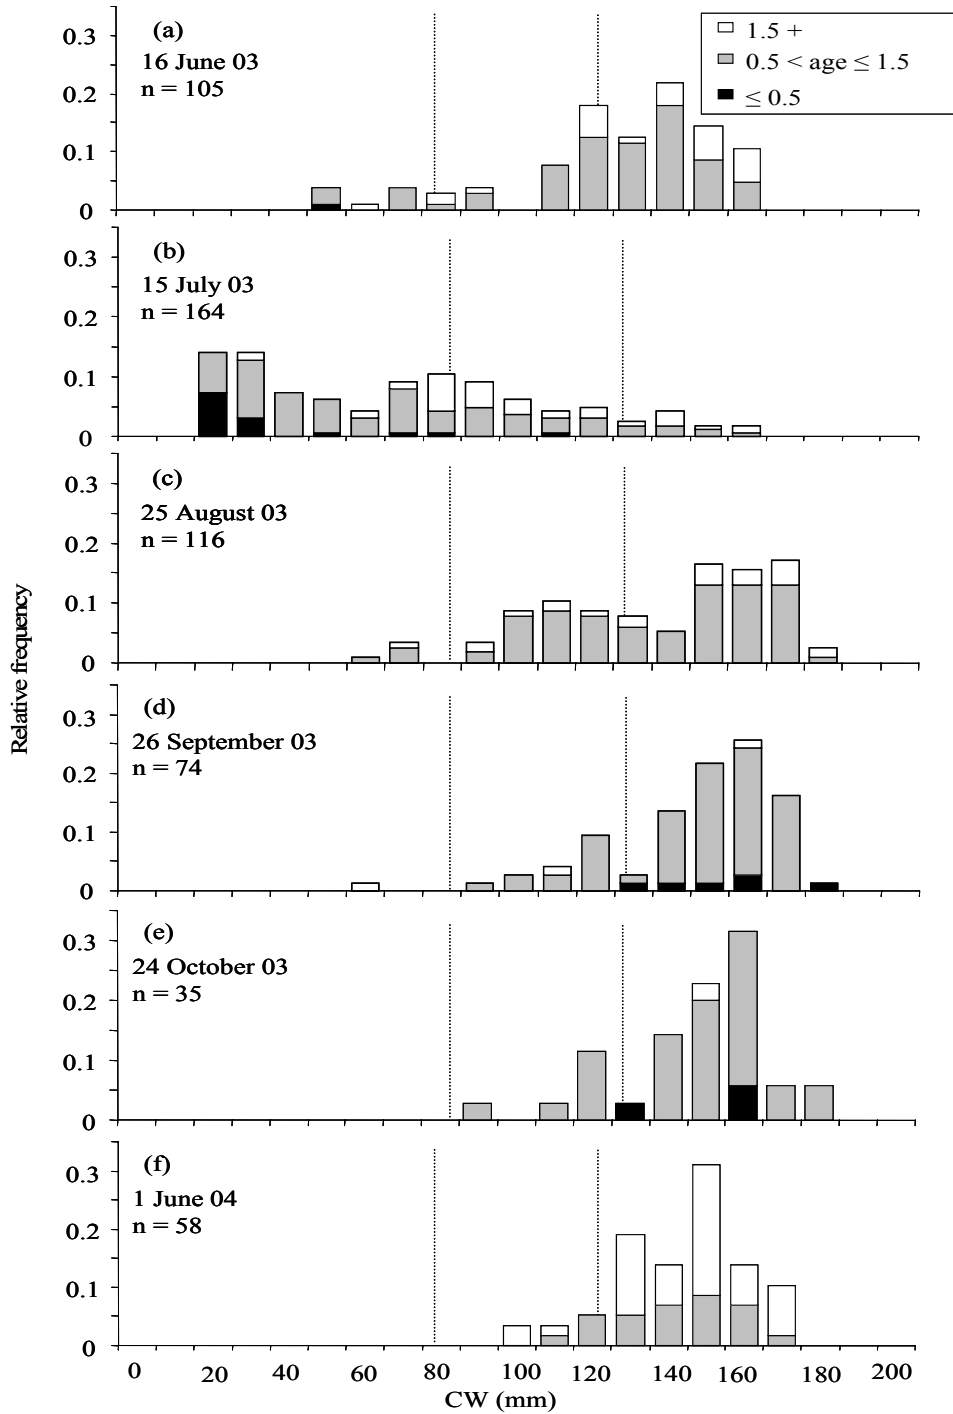 (a)
16 June 03
n = 105
1.5 +
0.5 < age ≤ 1.5
≤ 0.5
0.3
0.2
0.1
0
(b)
15 July 03
n = 164
0.3
0.2
0.1
0
(c)
25 August 03
n = 116
0.3
0.2
0.1
0
Relative frequency
(d)
26 September 03
n = 74
0.3
0.2
0.1
0
(e)
24 October 03
n = 35
0.3
0.2
0.1
0
(f)
1 June 04
n = 58
0.3
0.2
0.1
0
0 20 40 60 80 100 120 140 160 180 200
CW (mm)